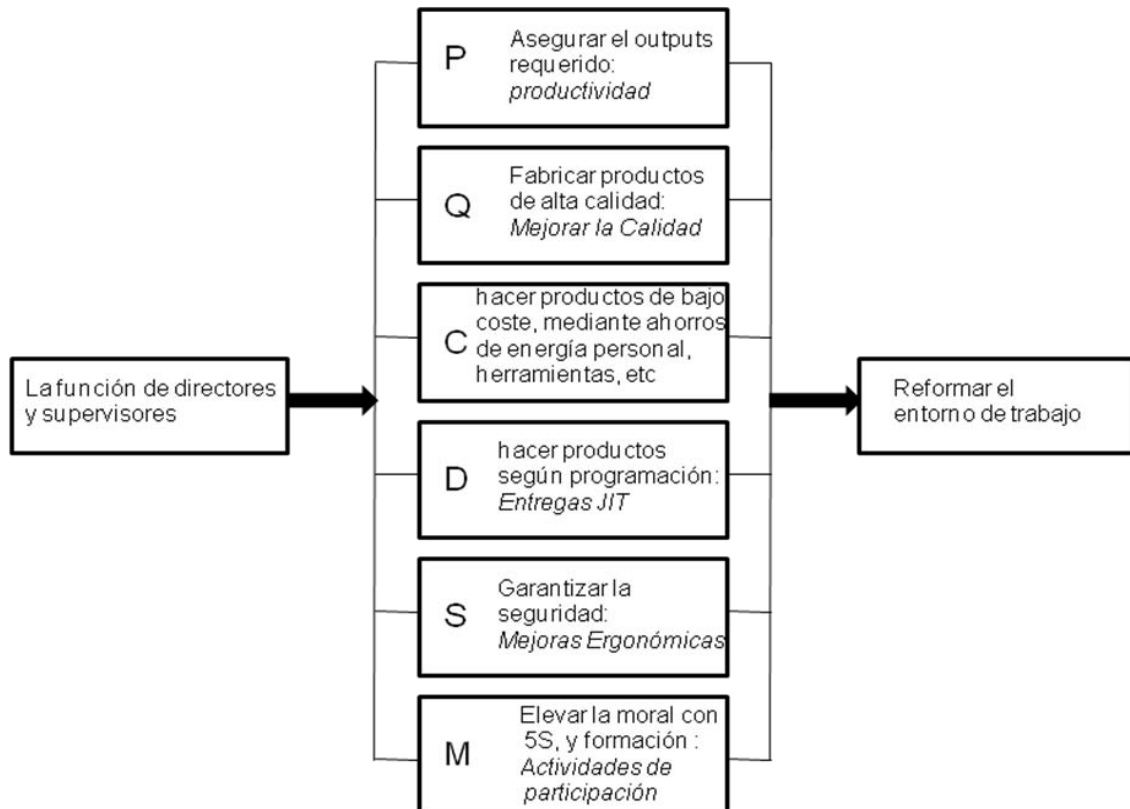 P
Asegurar el outputs
requerido:
productividad
Q
Fabricar productos
de alta calidad:
Mejorar la Calidad
C
hacer productos de bajo
coste, mediante ahorros
de energía personal,
herramientas, etc
La función de directores
y supervisores
Reformar el
entorno de trabajo
D
hacer productos
según programación:
Entregas JIT
S
Garantizar la
seguridad:
Mejoras Ergonómicas
M
Elevar la moral con
5S, y formación :
Actividades de
participación